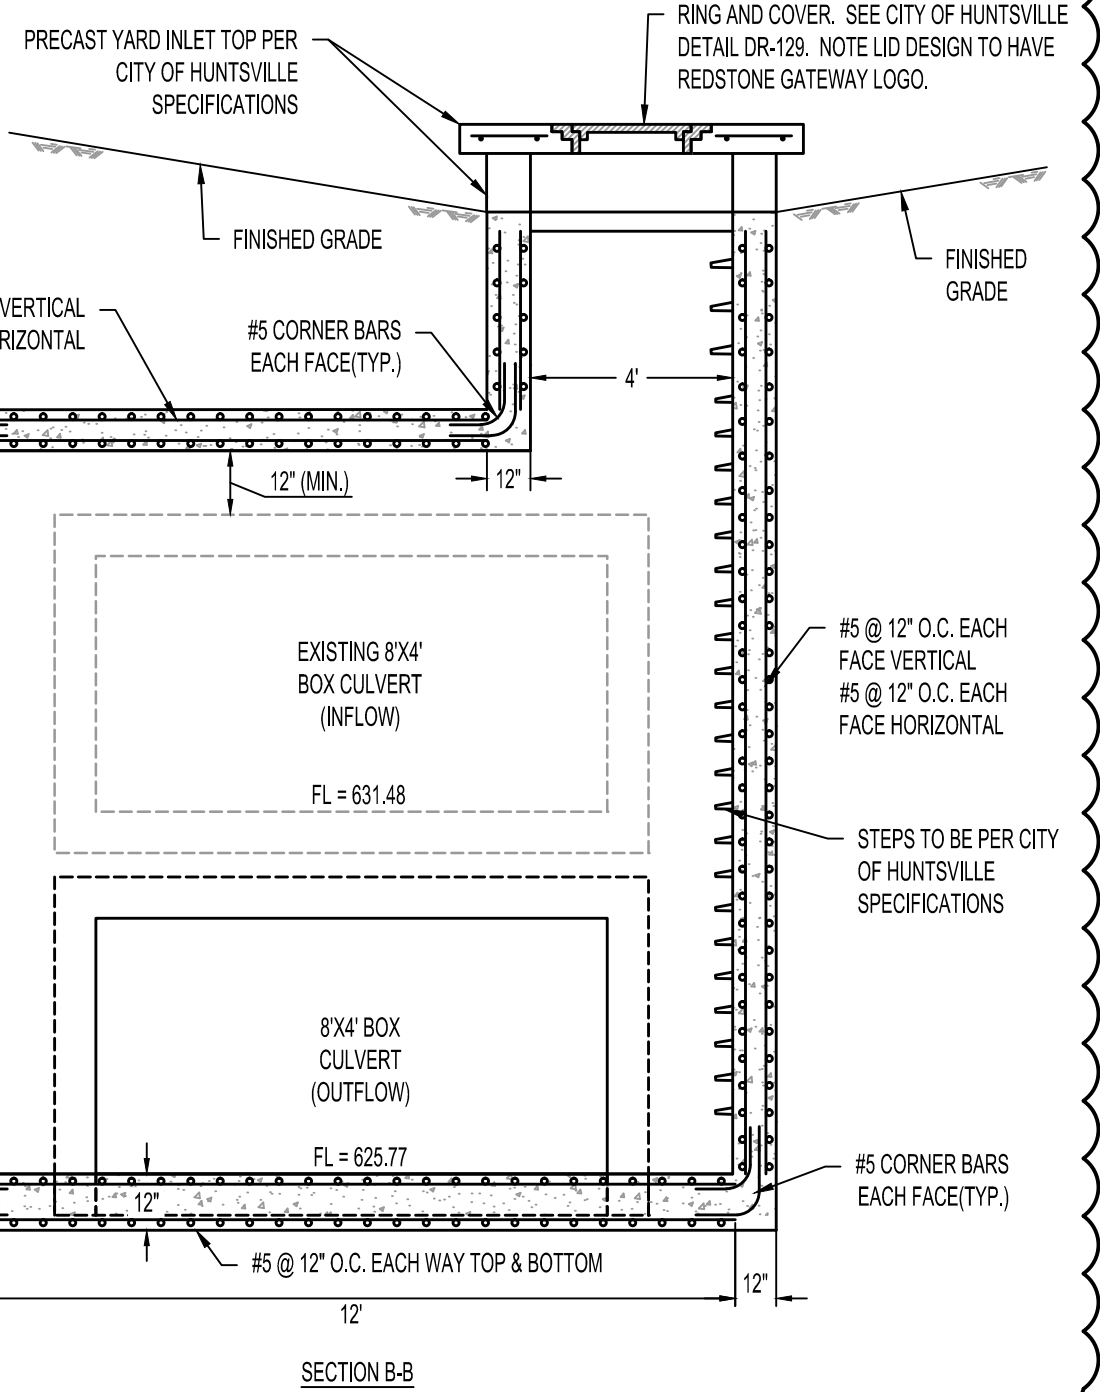 RING AND COVER. SEE CITY OF HUNTSVILLE
DETAIL DR-129. NOTE LID DESIGN TO HAVE
REDSTONE GATEWAY LOGO.
PRECAST YARD INLET TOP PER
CITY OF HUNTSVILLE
SPECIFICATIONS
FINISHED GRADE
FINISHED
GRADE
VERTICAL
RIZONTAL
#5 CORNER BARS
EACH FACE(TYP.)
4'
12" (MIN.)
12"
EXISTING 8'X4'
BOX CULVERT
(INFLOW)
FL = 631.48
#5 @ 12" O.C. EACH
FACE VERTICAL
#5 @ 12" O.C. EACH
FACE HORIZONTAL
STEPS TO BE PER CITY
OF HUNTSVILLE
SPECIFICATIONS
8'X4' BOX
CULVERT
(OUTFLOW)
FL = 625.77
12"
#5 CORNER BARS
EACH FACE(TYP.)
#5 @ 12" O.C. EACH WAY TOP & BOTTOM
12"
12'
SECTION B-B